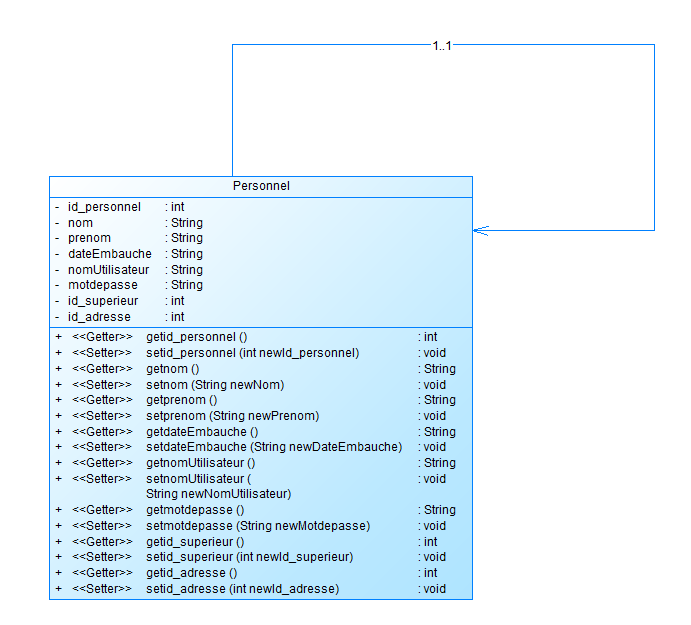 1..1
Personnel
- id_personnel : int
- nom : String
- prenom : String
- dateEmbauche : String
- nomUtilisateur : String
- motdepasse : String
- id_superieur : int
- id_adresse : int
+ <<Getter>> getid_personnel () : int
+ <<Setter>> setid_personnel (int newId_personnel) : void
+ <<Getter>> getnom () : String
+ <<Setter>> setnom (String newNom) : void
+ <<Getter>> getprenom () : String
+ <<Setter>> setprenom (String newPrenom) : void
+ <<Getter>> getdateEmbauche () : String
+ <<Setter>> setdateEmbauche (String newDateEmbauche) : void
+ <<Getter>> getnomUtilisateur () : String
+ <<Setter>> setnomUtilisateur ( : void
String newNomUtilisateur)
+ <<Getter>> getmotdepasse () : String
+ <<Setter>> setmotdepasse (String newMotdepasse) : void
+ <<Getter>> getid_superieur () : int
+ <<Setter>> setid_superieur (int newId_superieur) : void
+ <<Getter>> getid_adresse () : int
+ <<Setter>> setid_adresse (int newId_adresse) : void